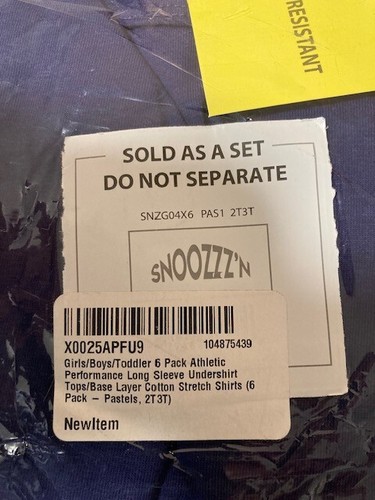 RESISTANT
SOLD AS A SET
DO NOT SEPARATE
SNZG04X6 PAS1 2T3T
SNOOZZZ'N
X0025APFU9 104875439
Girls/Boys/Toddler 6 Pack Athletic
Performance Long Sleeve Undershirt
Tops/Base Layer Cotton Stretch Shirts (6
Pack – Pastels, 2T3T)
NewItem